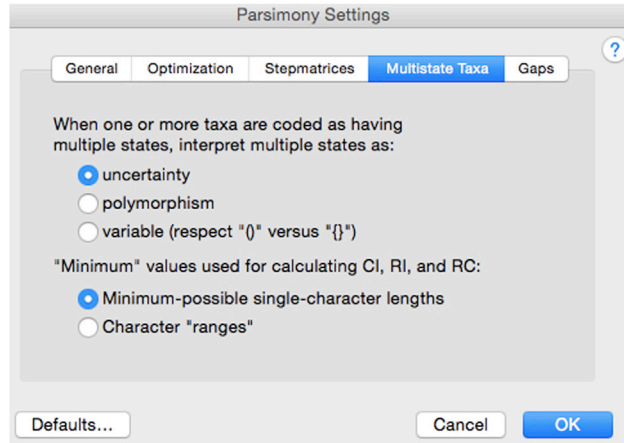 Parsimony Settings
?
General Optimization Stepmatrices Multistate Taxa Gaps
When one or more taxa are coded as having
multiple states, interpret multiple states as:
uncertainty
polymorphism
variable (respect "()" versus "{}")
"Minimum" values used for calculating CI, RI, and RC:
Minimum-possible single-character lengths
Character "ranges"
Defaults... Cancel OK